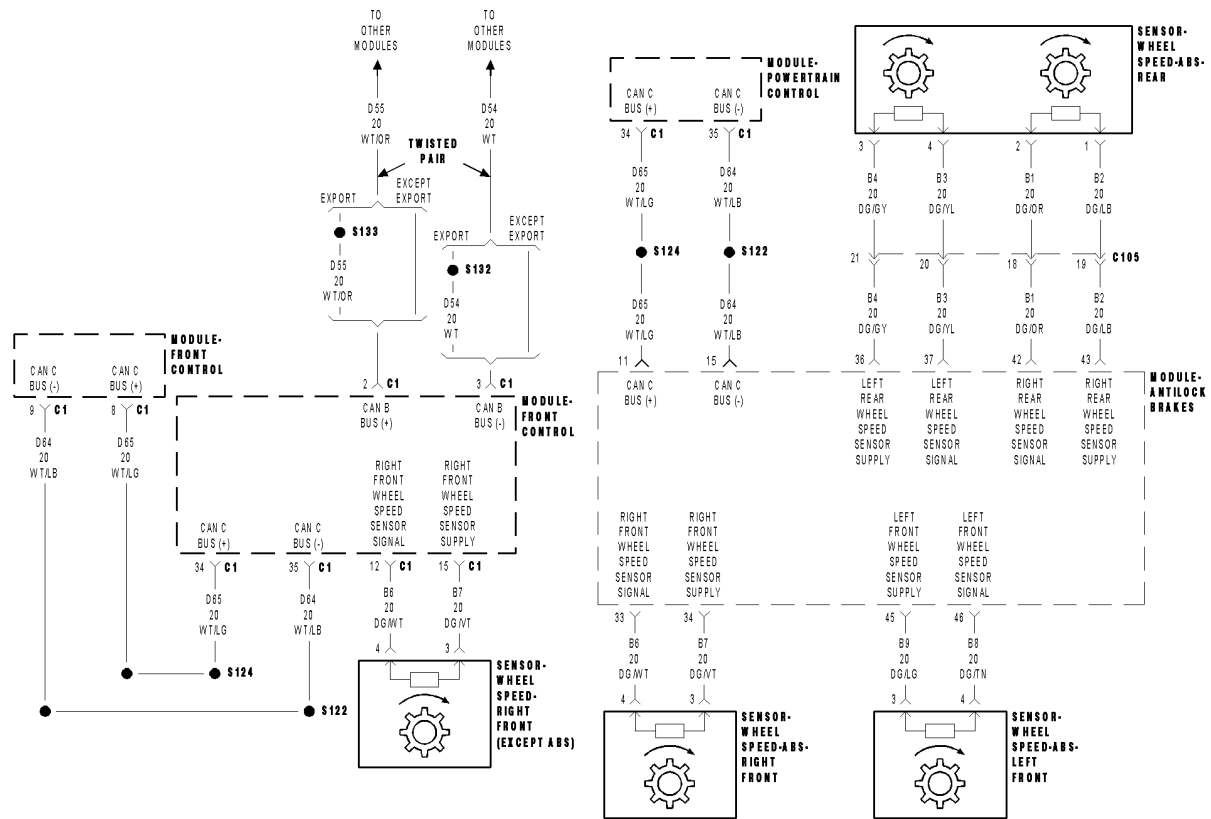 TO
OTHER
MODULES
TO
OTHER
MODULES
D55
20
WT/OR
D54
20
WT
TWISTED
PAIR
EXPORT
EXCEPT
EXPORT
S133
D55
20
WT/OR
EXPORT
EXCEPT
EXPORT
S132
D54
20
WT
2 C1
3 C1
MODULE-
FRONT
CONTROL
CAN C
BUS (-)
CAN C
BUS (+)
9 C1
8 C1
D64
20
WT/LB
D65
20
WT/LG
MODULE-
FRONT
CONTROL
CAN B
BUS (+)
CAN B
BUS (-)
RIGHT
FRONT
WHEEL
SPEED
SENSOR
SIGNAL
RIGHT
FRONT
WHEEL
SPEED
SENSOR
SUPPLY
CAN C
BUS (+)
CAN C
BUS (-)
34 C1
35 C1
12 C1
15 C1
D65
20
WT/LG
D64
20
WT/LB
B6
20
DG/WT
B7
20
DG/VT
S124
S122
4
3
SENSOR-
WHEEL
SPEED-
RIGHT
FRONT
(EXCEPT ABS)
MODULE-
POWERTRAIN
CONTROL
CAN C
BUS (+)
CAN C
BUS (-)
34 C1
35 C1
D65
20
WT/LG
D64
20
WT/LB
S124
S122
D65
20
WT/LG
D64
20
WT/LB
11
15
SENSOR-
WHEEL
SPEED-ABS-
REAR
3
4
2
1
B4
20
DG/GY
B3
20
DG/YL
B1
20
DG/OR
B2
20
DG/LB
21
20
18
19
C105
B4
20
DG/GY
B3
20
DG/YL
B1
20
DG/OR
B2
20
DG/LB
36
37
42
43
MODULE-
ANTILOCK
BRAKES
CAN C
BUS (+)
CAN C
BUS (-)
LEFT
REAR
WHEEL
SPEED
SENSOR
SUPPLY
LEFT
REAR
WHEEL
SPEED
SENSOR
SIGNAL
RIGHT
REAR
WHEEL
SPEED
SENSOR
SIGNAL
RIGHT
REAR
WHEEL
SPEED
SENSOR
SUPPLY
RIGHT
FRONT
WHEEL
SPEED
SENSOR
SIGNAL
RIGHT
FRONT
WHEEL
SPEED
SENSOR
SUPPLY
LEFT
FRONT
WHEEL
SPEED
SENSOR
SUPPLY
LEFT
FRONT
WHEEL
SPEED
SENSOR
SIGNAL
33
34
45
46
B6
20
DG/WT
B7
20
DG/VT
B9
20
DG/LG
B8
20
DG/TN
4
3
3
4
SENSOR-
WHEEL
SPEED-ABS-
RIGHT
FRONT
SENSOR-
WHEEL
SPEED-ABS-
LEFT
FRONT